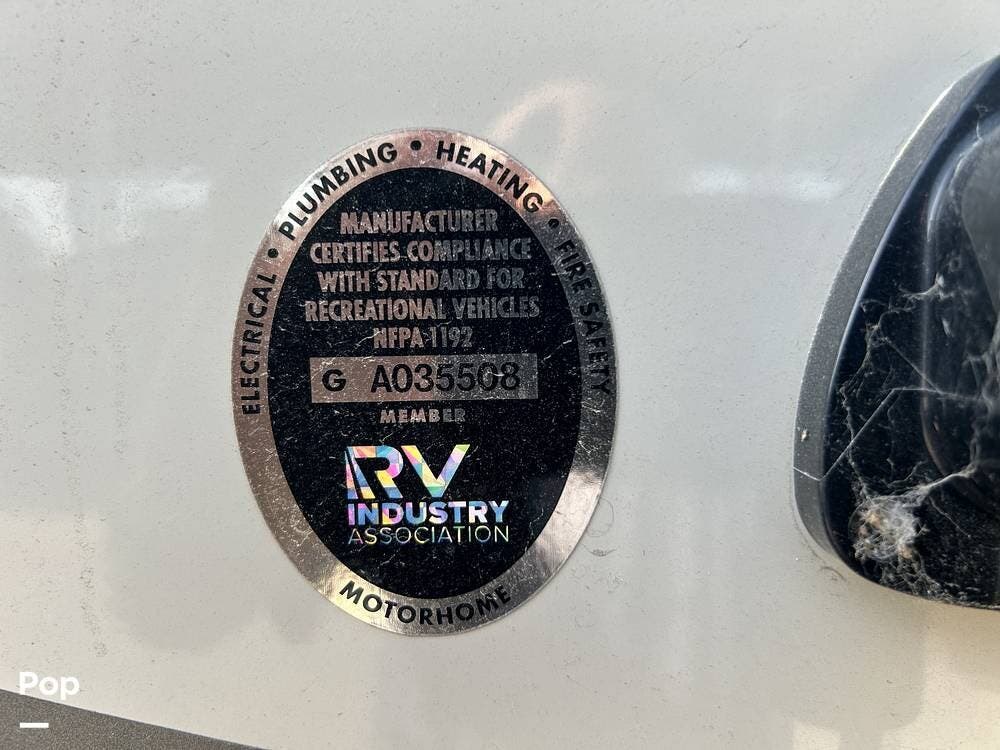 ELECTRICAL • PLUMBING • HEATING • FIRE SAFETY
MANUFACTURER
CERTIFIES COMPLIANCE
WITH STANDARD FOR
RECREATIONAL VEHICLES
NFPA 1192
G A035508
MEMBER
RV
INDUSTRY
ASSOCIATION
MOTORHOME
Pop